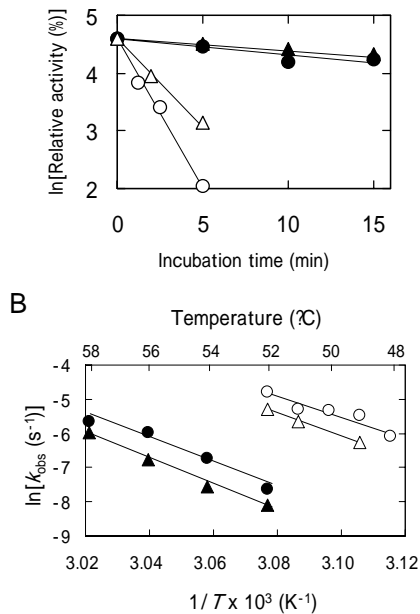 5
4
3
2
ln[Relative activity (%)]
0 5 10 15
Incubation time (min)
B
Temperature (?C)
58 56 54 52 50 48
-4
-5
-6
-7
-8
-9
ln[kobs (s-1)]
3.02 3.04 3.06 3.08 3.10 3.12
1/T x 10³ (K-1)